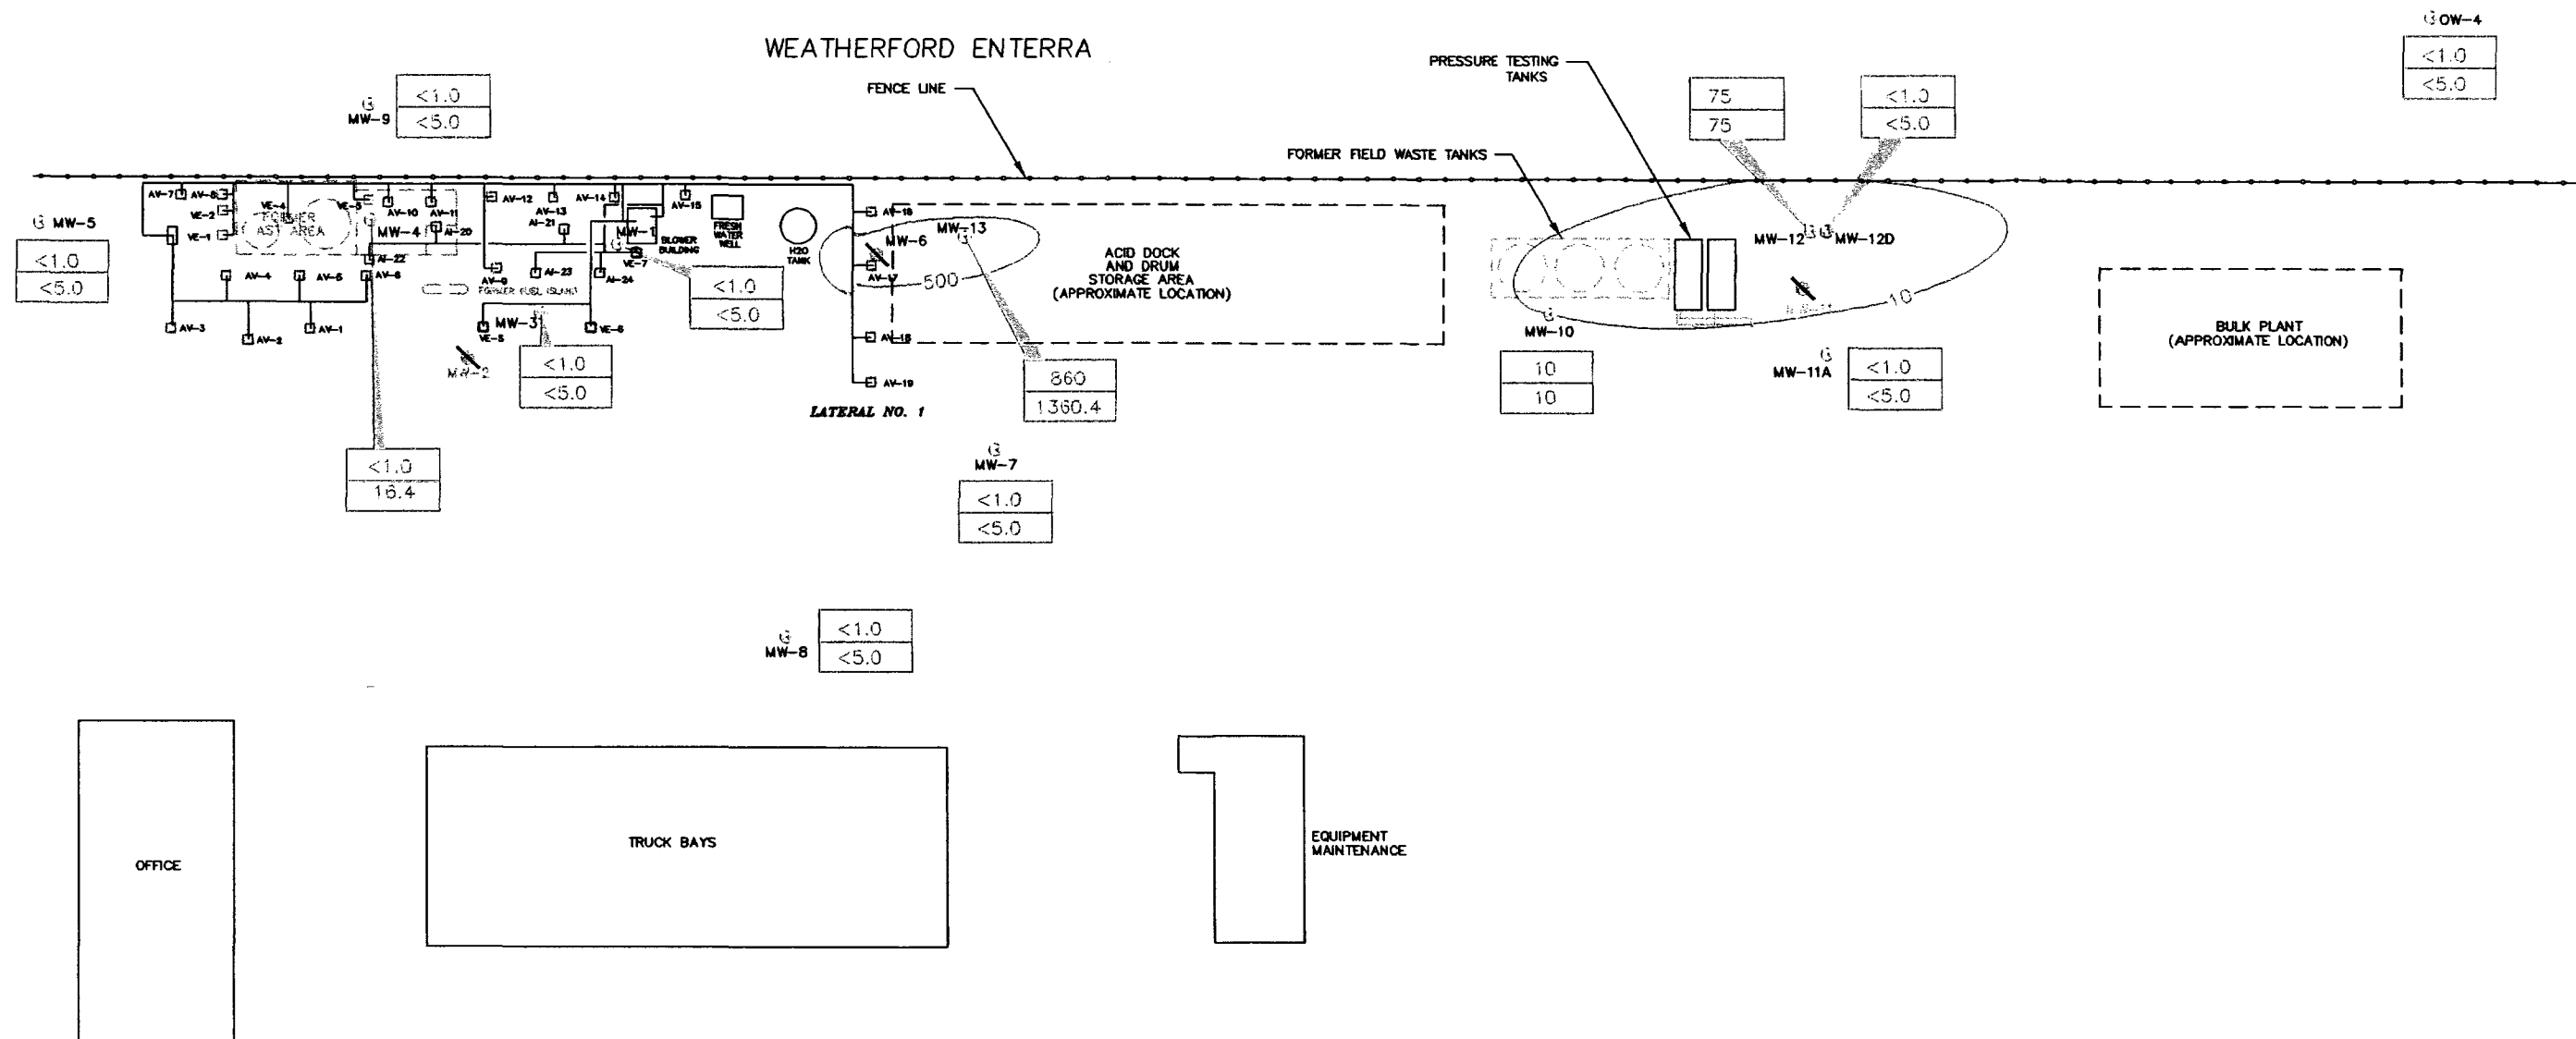 OW-4
<1.0
<5.0
WEATHERFORD ENTERRA
PRESSURE TESTING
TANKS
FENCE LINE
75
75
<1.0
<5.0
MW-9
<1.0
<5.0
FORMER FIELD WASTE TANKS
AV-7
AV-8
VE-2
VE-1
VE-4
FORMER
AST AREA
AV-10
AV-11
AI-20
MW-4
AV-12
AV-13
AI-21
AV-14
AV-15
MW-1
BLOWER
BUILDING
FRESH
WATER
WELL
H2O
TANK
AV-18
MW-6
MW-13
AV-17
500
MW-5
<1.0
<5.0
AI-22
AV-4
AV-5
AV-6
AV-9
AI-23
AI-24
VE-7
FORMER FUEL ISLAND
<1.0
<5.0
ACID DOCK
AND DRUM
STORAGE AREA
(APPROXIMATE LOCATION)
MW-12
MW-12D
10
AV-3
AV-2
AV-1
VE-5
MW-3
VE-6
MW-2
AV-19
LATERAL NO. 1
<1.0
<5.0
860
1360.4
MW-10
10
10
MW-11A
<1.0
<5.0
BULK PLANT
(APPROXIMATE LOCATION)
<1.0
16.4
MW-7
<1.0
<5.0
MW-8
<1.0
<5.0
OFFICE
TRUCK BAYS
EQUIPMENT
MAINTENANCE